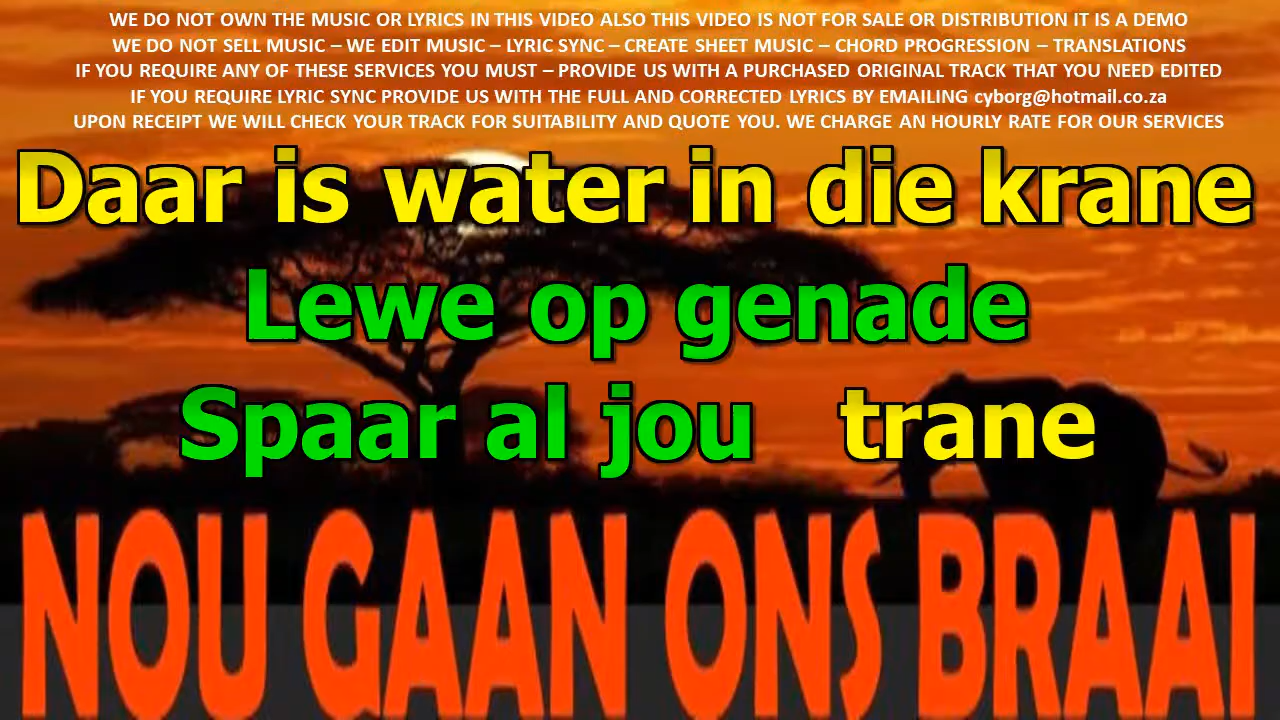 WE DO NOT OWN THE MUSIC OR LYRICS IN THIS VIDEO ALSO THIS VIDEO IS NOT FOR SALE OR DISTRIBUTION IT IS A DEMO
WE DO NOT SELL MUSIC – WE EDIT MUSIC – LYRIC SYNC – CREATE SHEET MUSIC – CHORD PROGRESSION – TRANSLATIONS
IF YOU REQUIRE ANY OF THESE SERVICES YOU MUST – PROVIDE US WITH A PURCHASED ORIGINAL TRACK THAT YOU NEED EDITED
IF YOU REQUIRE LYRIC SYNC PROVIDE US WITH THE FULL AND CORRECTED LYRICS BY EMAILING cyborg@hotmail.co.za
UPON RECEIPT WE WILL CHECK YOUR TRACK FOR SUITABILITY AND QUOTE YOU. WE CHARGE AN HOURLY RATE FOR OUR SERVICES
Daar is water in die krane
Lewe op genade
Spaar al jou trane
NOU GAAN ONS BRAAI